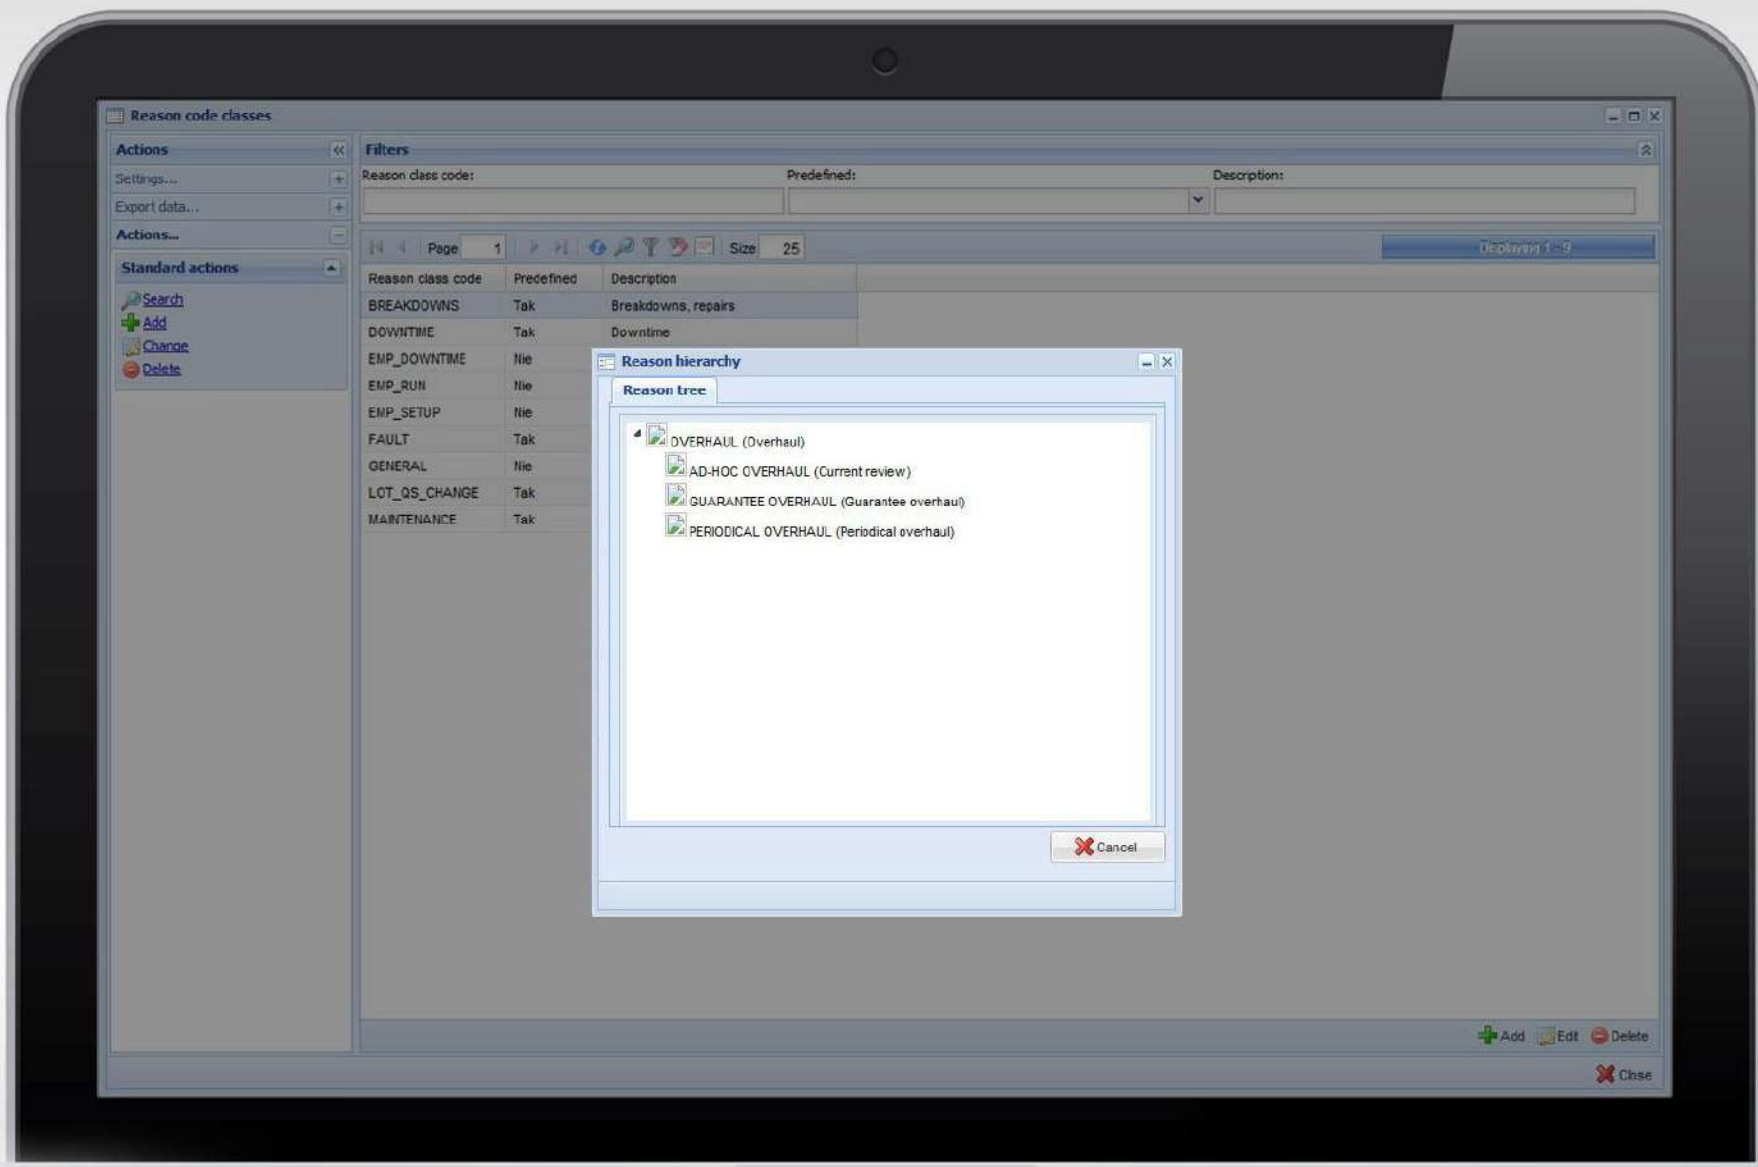 Reason code classes
Actions
Settings...
Export data...
Actions...
Standard actions
Search
Add
Change
Delete
Filters
Reason class code: Predefined: Description:
Page 1 Size 25 Displaying 1 - 9
Reason class code Predefined Description
BREAKDOWNS Tak Breakdowns, repairs
DOWNTIME Tak Downtime
EMP_DOWNTIME Nie
EMP_RUN Nie
EMP_SETUP Nie
FAULT Tak
GENERAL Nie
LOT_QS_CHANGE Tak
MAINTENANCE Tak
Reason hierarchy
Reason tree
OVERHAUL (Overhaul)
AD-HOC OVERHAUL (Current review)
GUARANTEE OVERHAUL (Guarantee overhaul)
PERIODICAL OVERHAUL (Periodical overhaul)
Cancel
Add Edit Delete
Close